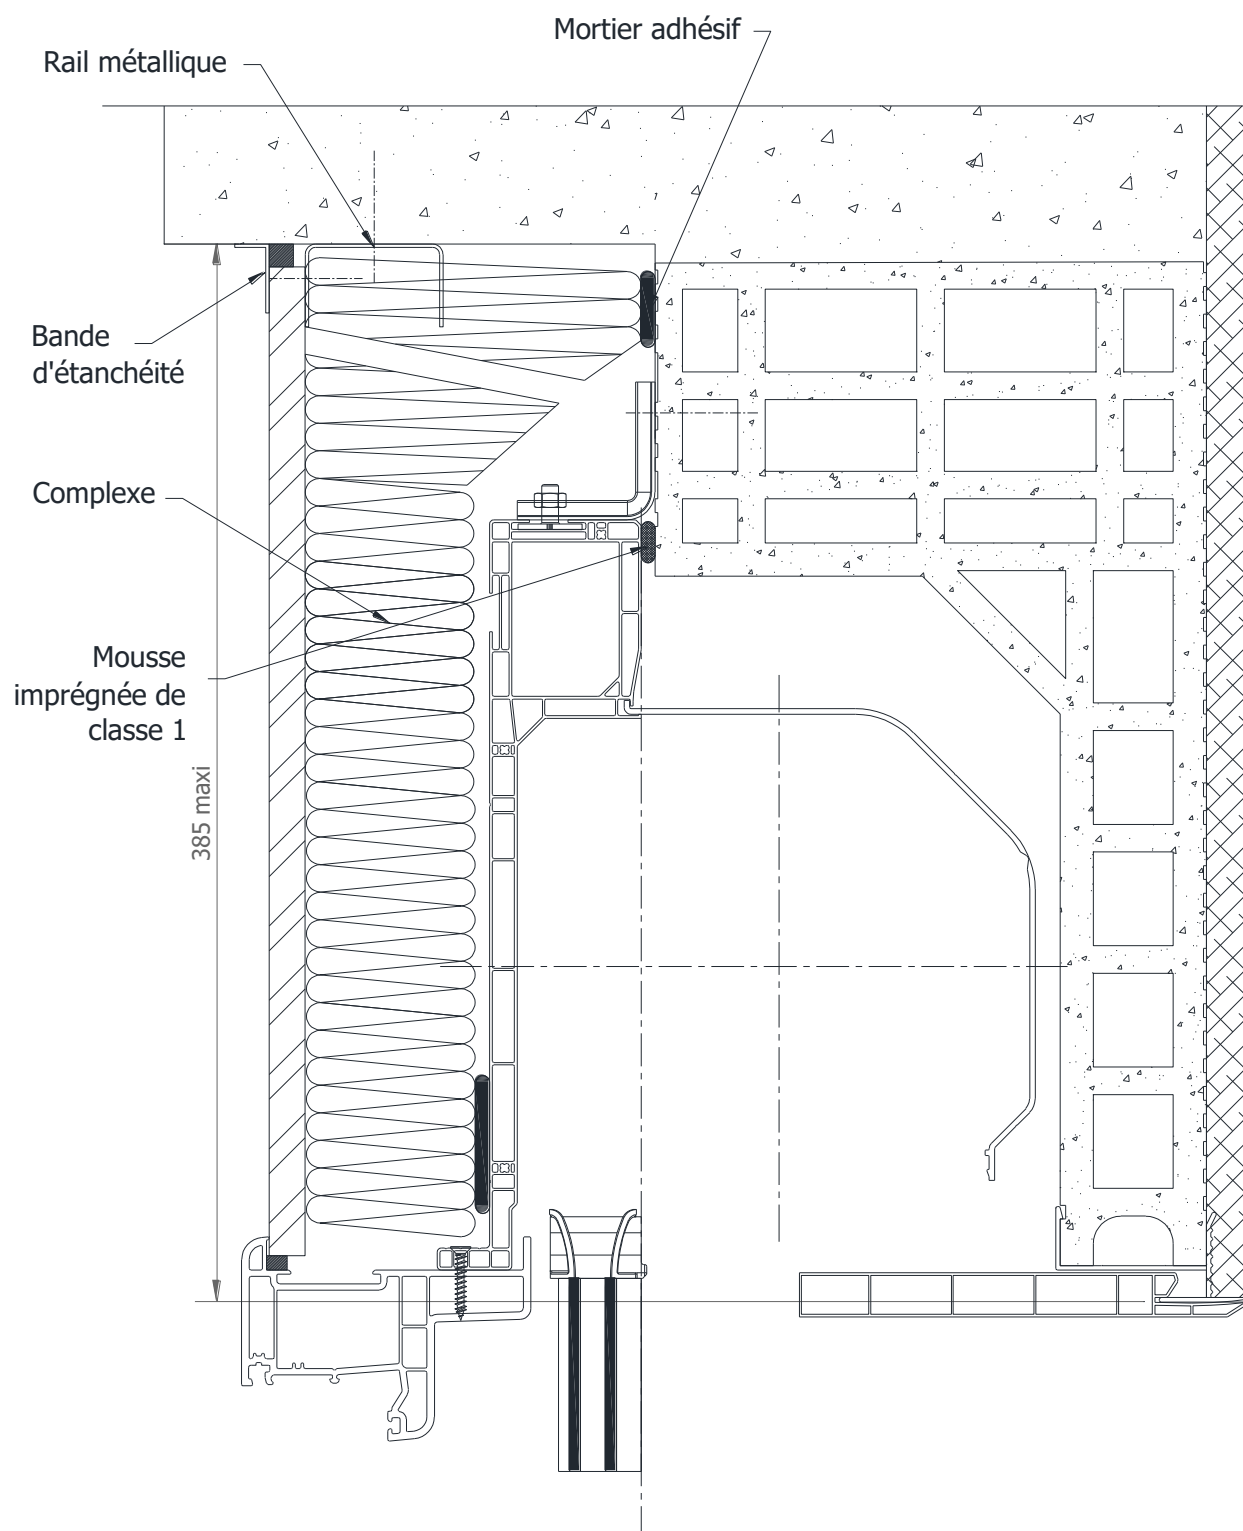 Mortier adhésif
Rail métallique
Bande
d'étanchéité
Complexe
Mousse
imprégnée de
classe 1
385 maxi